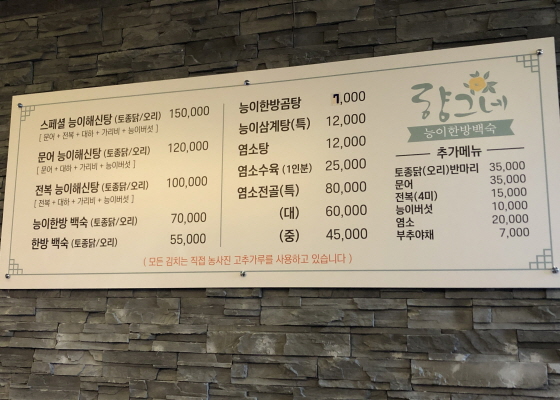 스페셜 능이해신탕 (토종닭/오리) 150,000
[ 문어 + 전복 + 대하 + 가리비 + 능이버섯 ]
문어 능이해신탕 (토종닭/오리) 120,000
[ 문어 + 대하 + 가리비 + 능이버섯 ]
전복 능이해신탕 (토종닭/오리) 100,000
[ 전복 + 대하 + 가리비 + 능이버섯 ]
능이한방 백숙 (토종닭/오리) 70,000
한방 백숙 (토종닭/오리) 55,000
능이한방곰탕 ,000
능이삼계탕(특) 12,000
염소탕 12,000
염소수육 (1인분) 25,000
염소전골(특) 80,000
(대) 60,000
(중) 45,000
( 모든 김치는 직접 농사진 고추가루를 사용하고 있습니다 )
향그네
능이한방백숙
추가메뉴
토종닭(오리)반마리 35,000
문어 35,000
전복(4미) 15,000
능이버섯 10,000
염소 20,000
부추야채 7,000